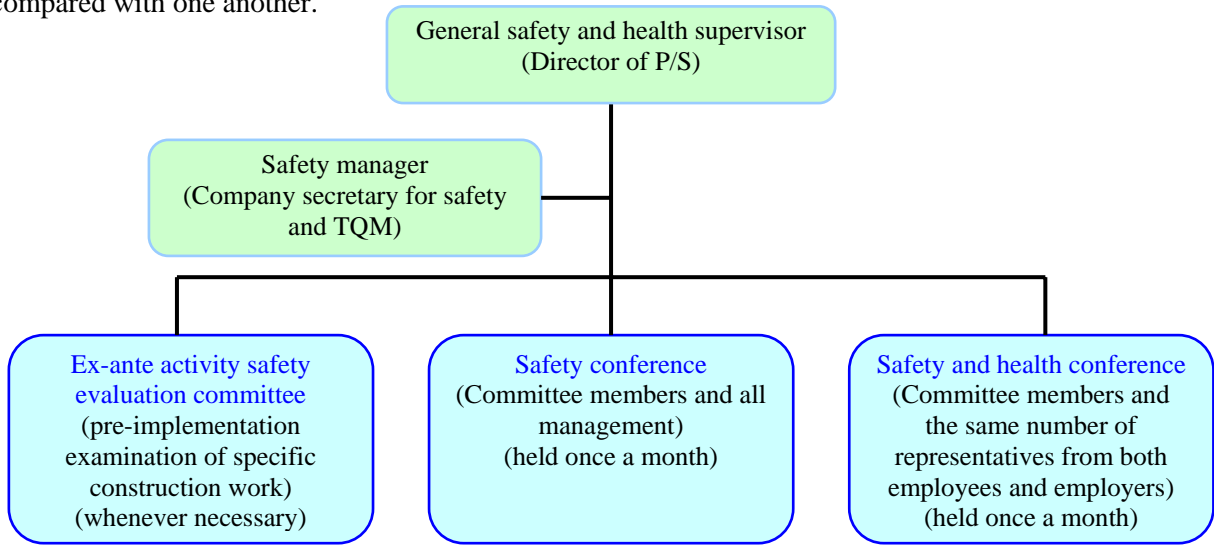 compared with one another.
General safety and health supervisor
(Director of P/S)
Safety manager
(Company secretary for safety
and TQM)
Ex-ante activity safety
evaluation committee
(pre-implementation
examination of specific
construction work)
(whenever necessary)
Safety conference
(Committee members and all
management)
(held once a month)
Safety and health conference
(Committee members and
the same number of
representatives from both
employees and employers)
(held once a month)